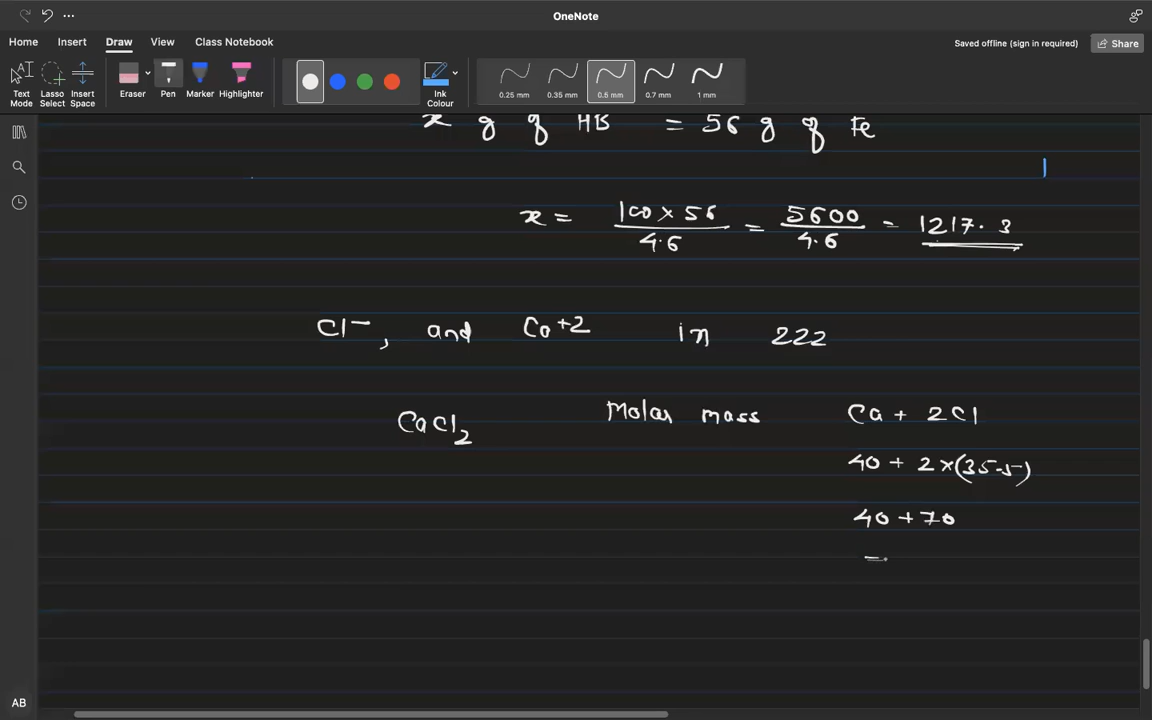 OneNote
Home Insert Draw View Class Notebook
Saved offline (sign in required) Share
Text Mode Lasso Select Insert Space Eraser Pen Marker Highlighter Ink Colour 0.25 mm 0.35 mm 0.5 mm 0.7 mm 1 mm
x g of HB = 56 g of Fe
x = 100 × 56 / 4.6 = 5600 / 4.6 = 1217.3
Cl⁻, and Ca+2 in 222
CaCl₂ Molar mass Ca + 2Cl
40 + 2×(35.5)
40 + 70
=
AB